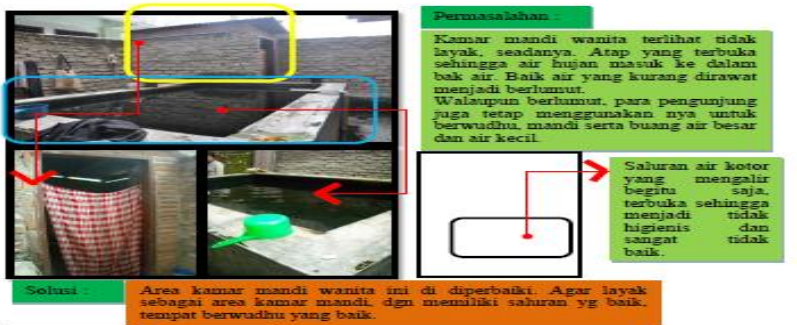 Permasalahan :
Kamar mandi wanita terlihat tidak
layak, seadanya. Atap yang terbuka
sehingga air hujan masuk ke dalam
bak air. Baik air yang kurang dirawat
menjadi berlumut.
Walaupun berlumut, para pengunjung
juga tetap menggunakan nya untuk
berwudhu, mandi serta buang air besar
dan air kecil.
Saluran air kotor
yang mengalir
begitu saja,
terbuka sehingga
menjadi tidak
higienis dan
sangat tidak
baik.
Solusi :
Area kamar mandi wanita ini di diperbaiki. Agar layak
sebagai area kamar mandi, dgn memiliki saluran yg baik,
tempat berwudhu yang baik.